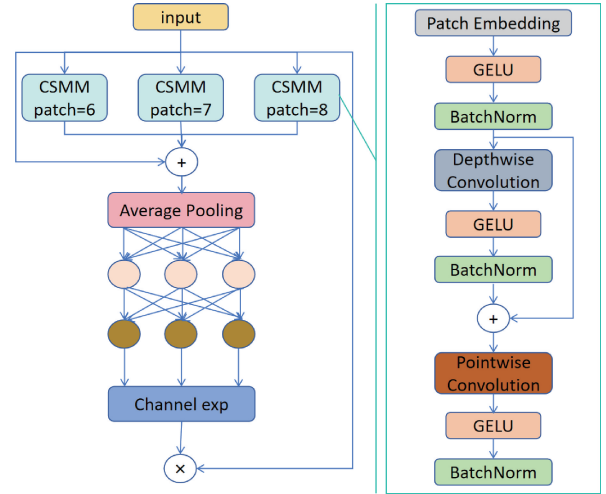 input
CSMM
patch=6
CSMM
patch=7
CSMM
patch=8
+
Average Pooling
Channel exp
×
Patch Embedding
GELU
BatchNorm
Depthwise
Convolution
GELU
BatchNorm
+
Pointwise
Convolution
GELU
BatchNorm